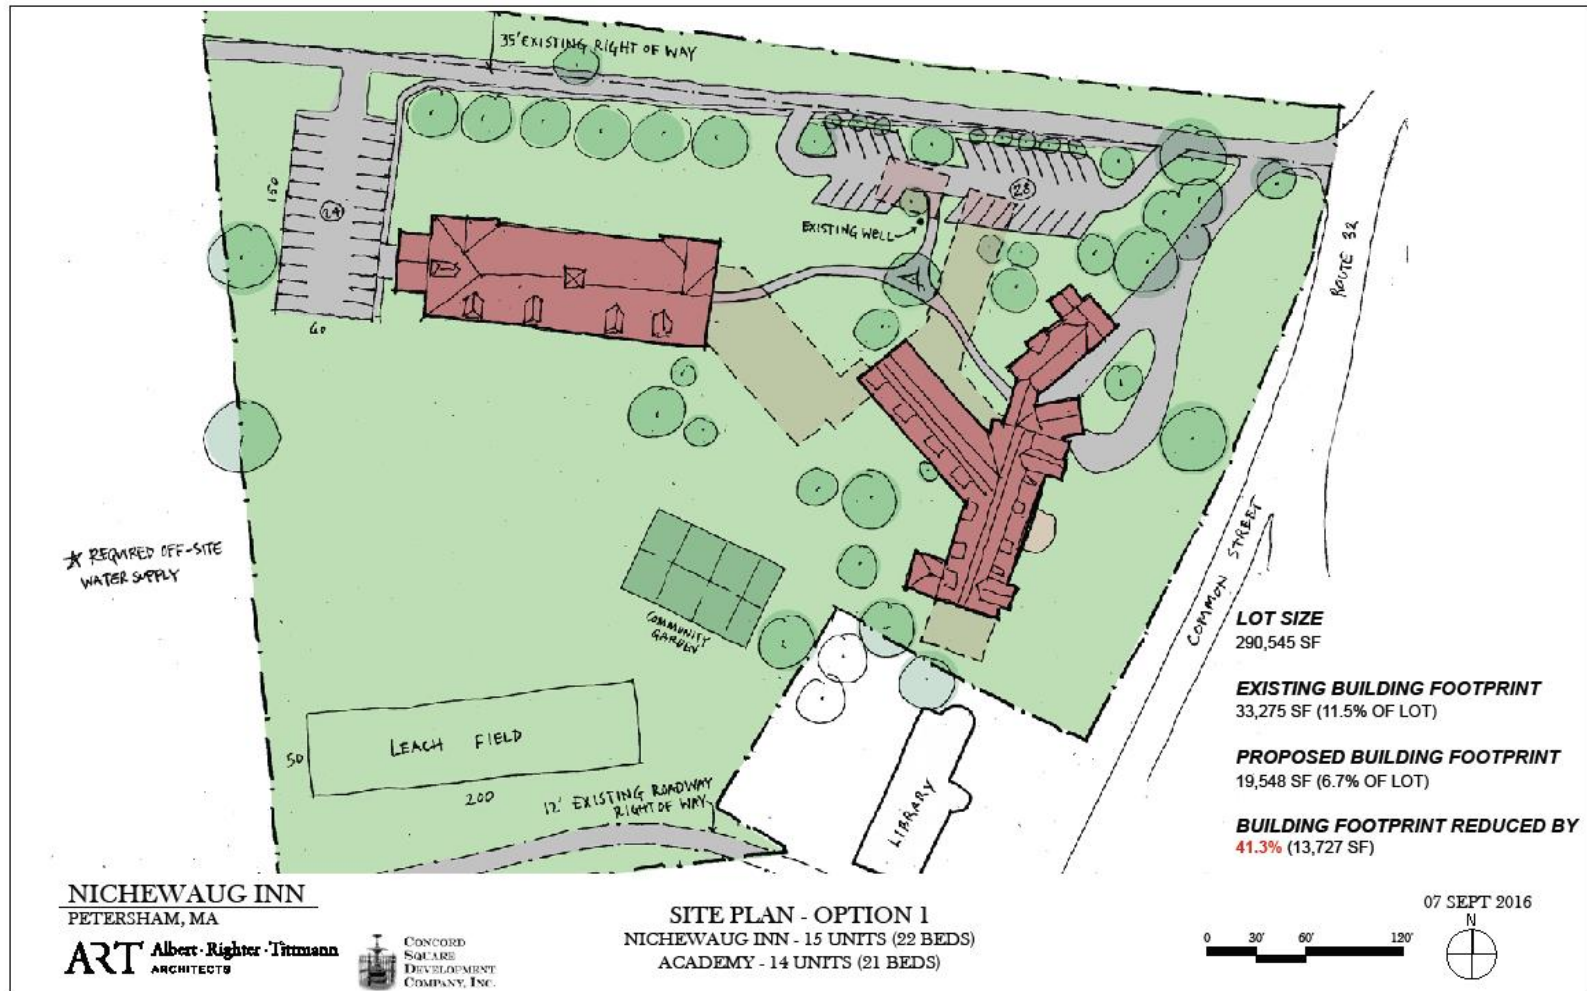 35' EXISTING RIGHT OF WAY
150
24
60
28
EXISTING WELL
ROUTE 32
REQUIRED OFF-SITE
WATER SUPPLY
COMMUNITY
GARDEN
COMMON STREET
LEACH FIELD
50
200
12' EXISTING ROADWAY
RIGHT OF WAY
LIBRARY
LOT SIZE
290,545 SF
EXISTING BUILDING FOOTPRINT
33,275 SF (11.5% OF LOT)
PROPOSED BUILDING FOOTPRINT
19,548 SF (6.7% OF LOT)
BUILDING FOOTPRINT REDUCED BY
41.3% (13,727 SF)
NICHEWAUG INN
PETERSHAM, MA
ART Albert · Righter · Tittmann
ARCHITECTS
CONCORD
SQUARE
DEVELOPMENT
COMPANY, INC.
SITE PLAN - OPTION 1
NICHEWAUG INN - 15 UNITS (22 BEDS)
ACADEMY - 14 UNITS (21 BEDS)
07 SEPT 2016
N
0 30' 60' 120'